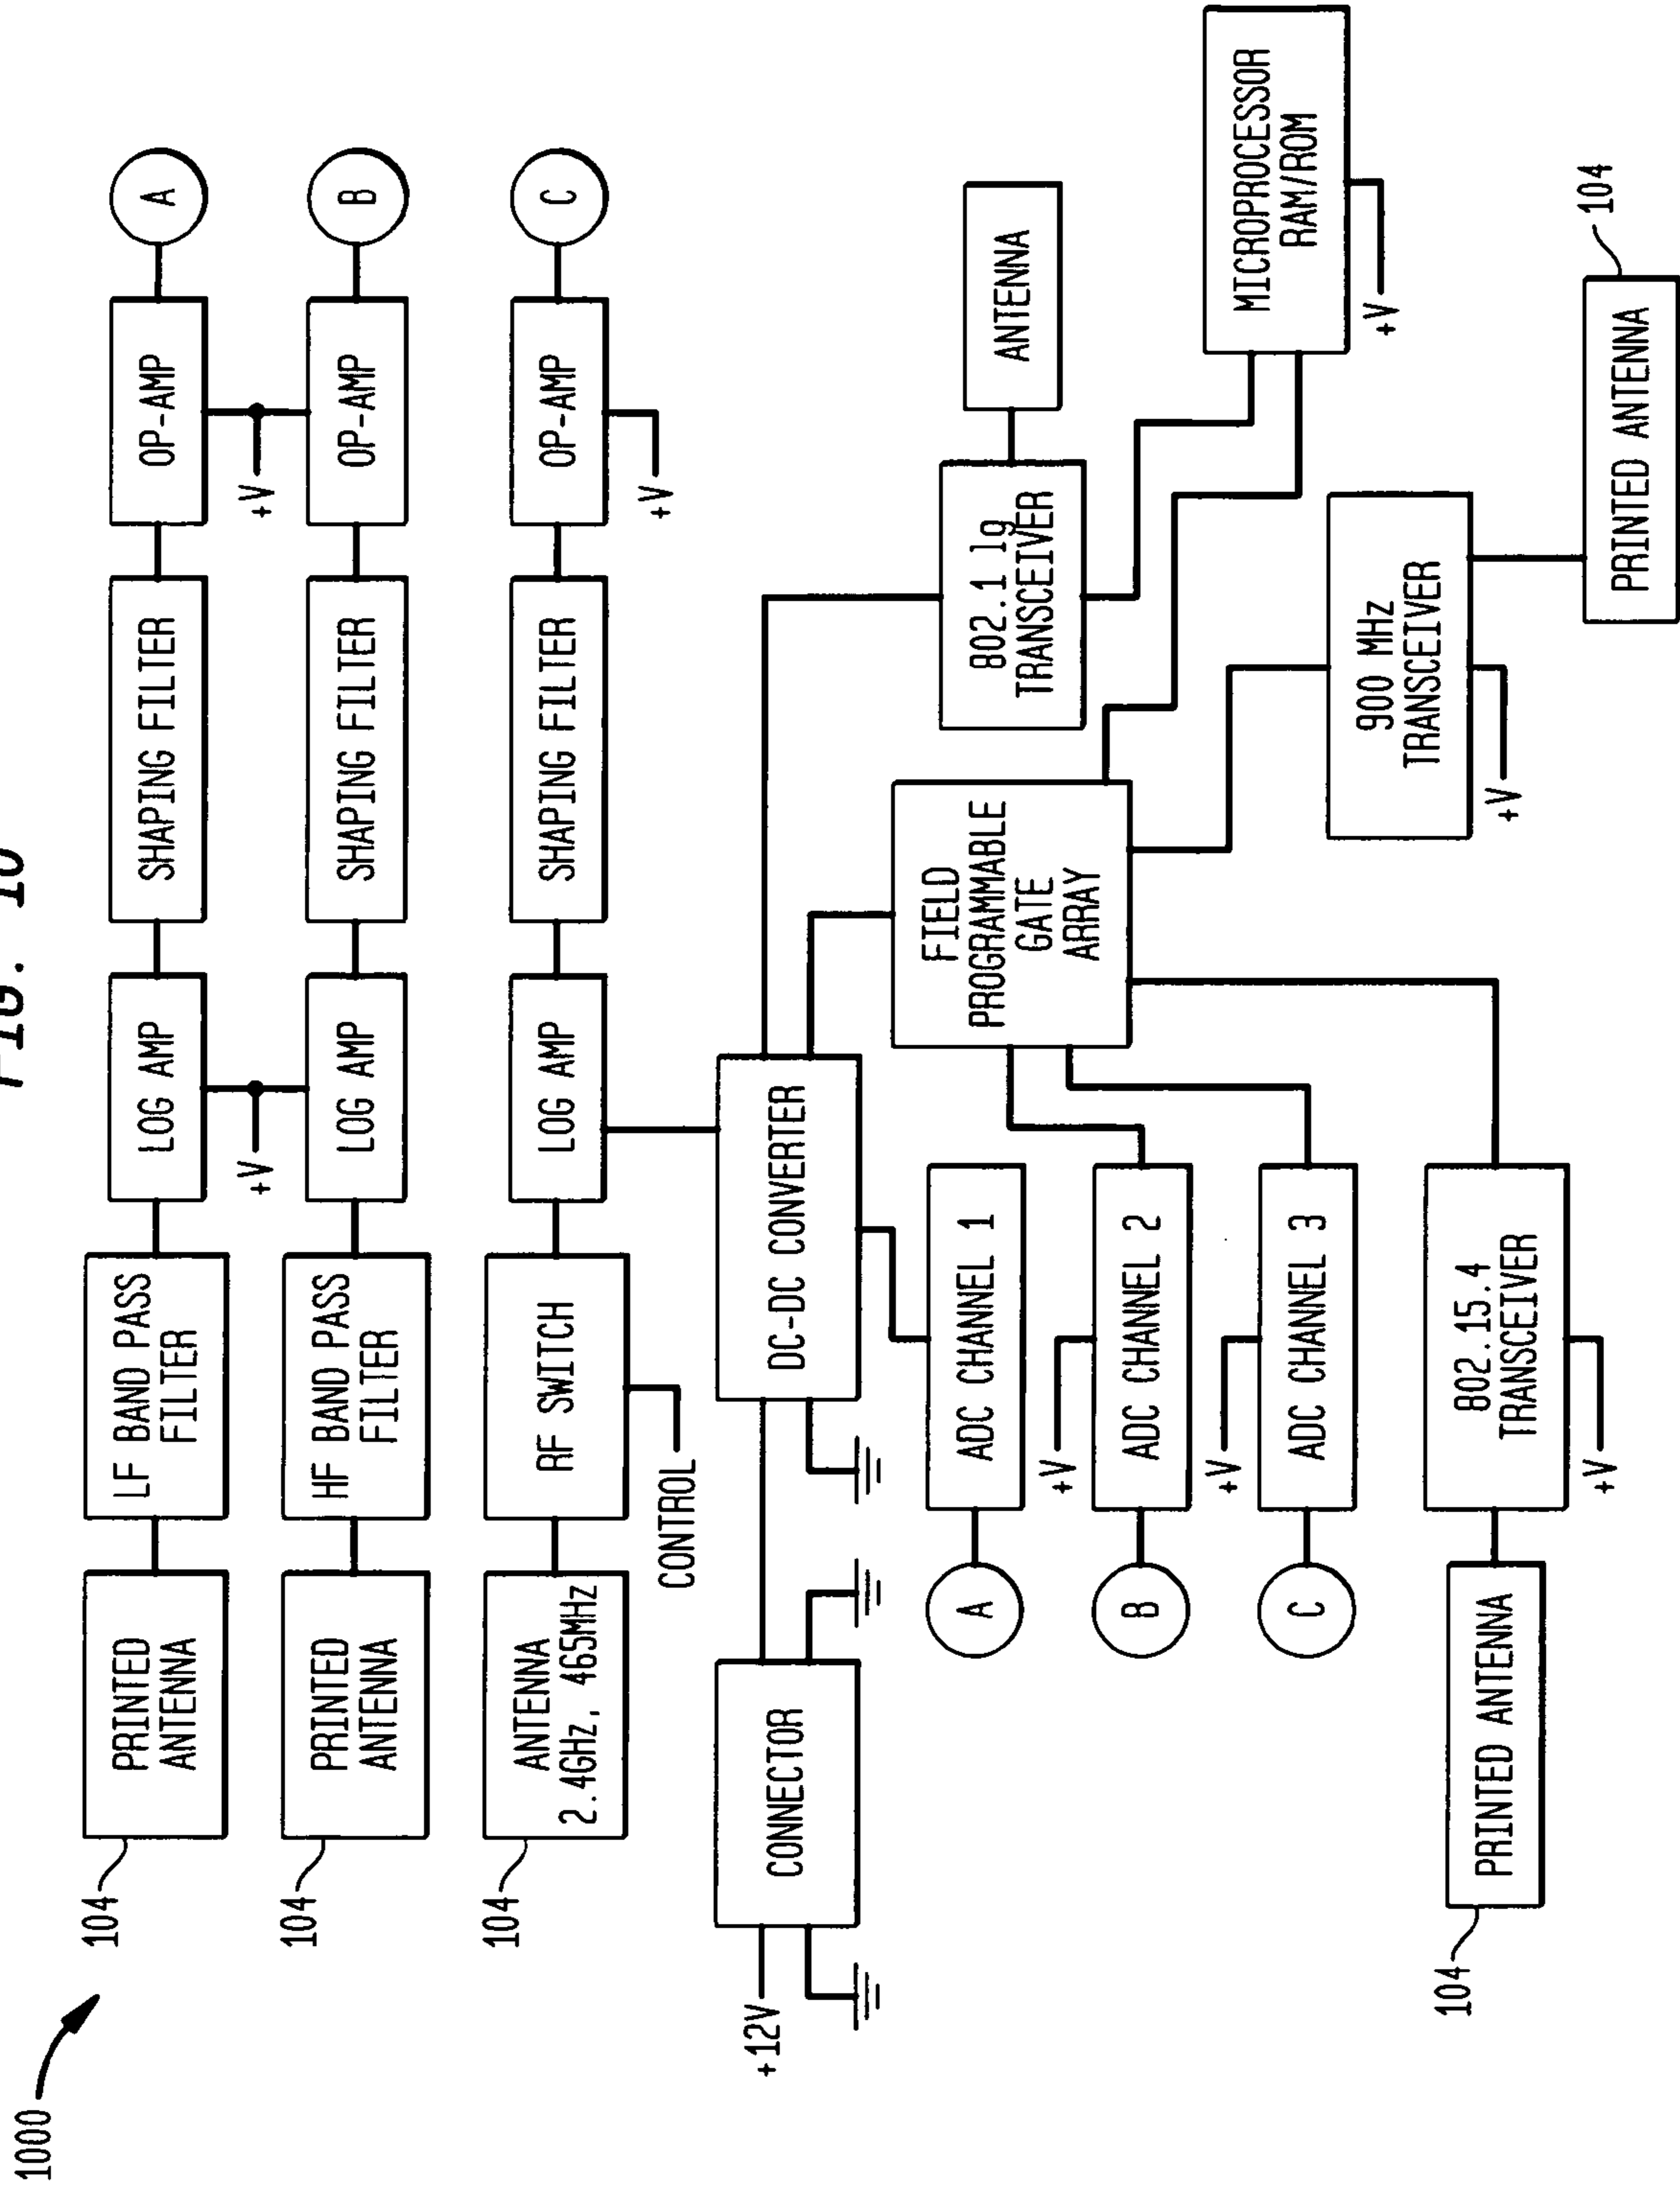 FIG. 10
1000
104
PRINTED
ANTENNA
LF BAND PASS
FILTER
LOG AMP
SHAPING FILTER
OP-AMP
A
+V
+V
104
PRINTED
ANTENNA
HF BAND PASS
FILTER
LOG AMP
SHAPING FILTER
OP-AMP
B
104
ANTENNA
2.4GHz, 465MHz
RF SWITCH
LOG AMP
SHAPING FILTER
OP-AMP
C
CONTROL
+V
+12V
CONNECTOR
DC-DC CONVERTER
802.1 1g
TRANSCEIVER
ANTENNA
A
ADC CHANNEL 1
FIELD
PROGRAMMABLE
GATE
ARRAY
+V
B
ADC CHANNEL 2
MICROPROCESSOR
RAM/ROM
+V
+V
C
ADC CHANNEL 3
900 MHz
TRANSCEIVER
+V
104
PRINTED ANTENNA
802.15.4
TRANSCEIVER
+V
PRINTED ANTENNA
104